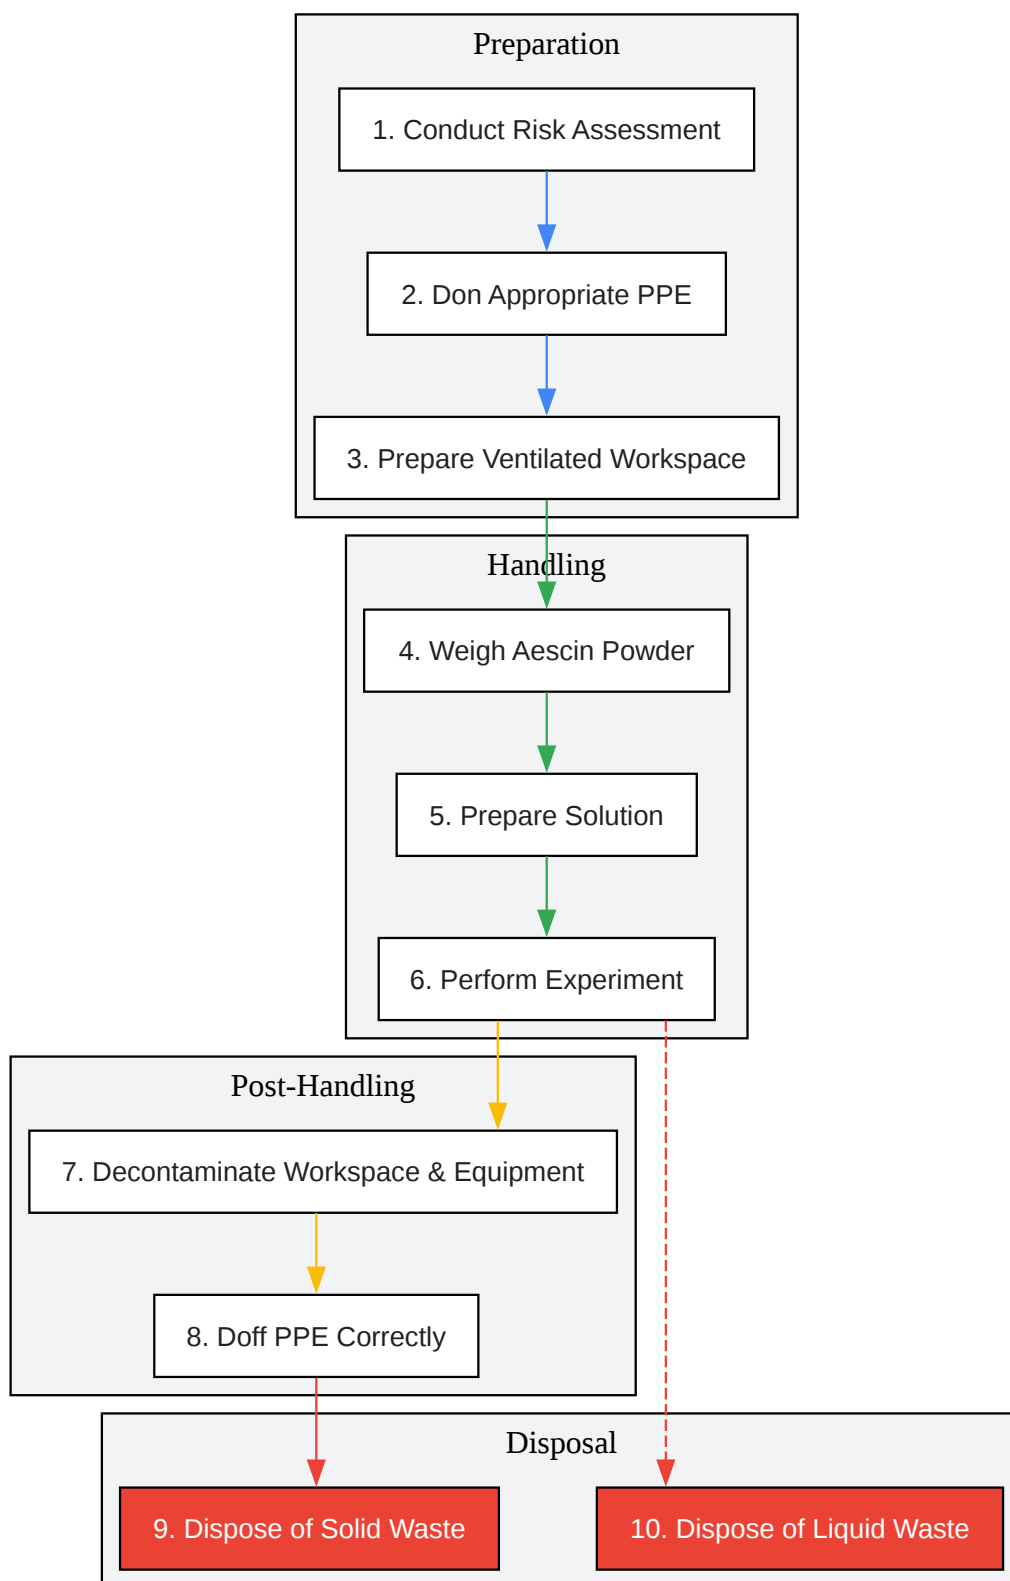 Preparation
1. Conduct Risk Assessment
2. Don Appropriate PPE
3. Prepare Ventilated Workspace
Handling
4. Weigh Aescin Powder
5. Prepare Solution
6. Perform Experiment
Post-Handling
7. Decontaminate Workspace & Equipment
8. Doff PPE Correctly
Disposal
9. Dispose of Solid Waste
10. Dispose of Liquid Waste